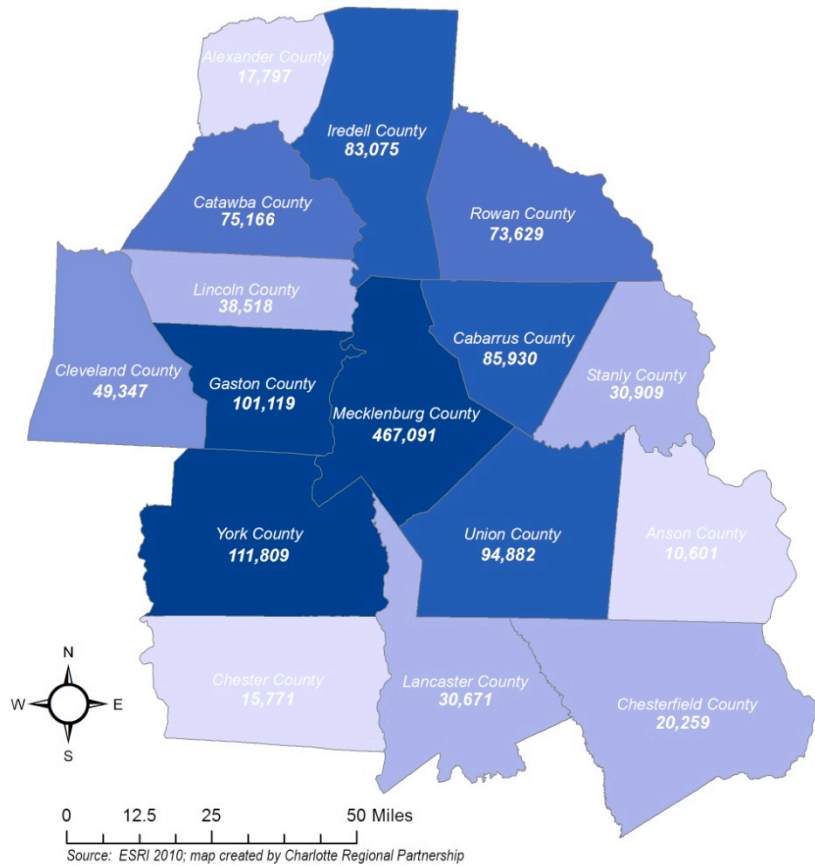 Alexander County
17,797
Iredell County
83,075
Catawba County
75,166
Rowan County
73,629
Lincoln County
38,518
Cabarrus County
85,930
Cleveland County
49,347
Gaston County
101,119
Stanly County
30,909
Mecklenburg County
467,091
York County
111,809
Union County
94,882
Anson County
10,601
Chester County
15,771
Lancaster County
30,671
Chesterfield County
20,259
N
W
E
S
0 12.5 25 50 Miles
Source: ESRI 2010; map created by Charlotte Regional Partnership